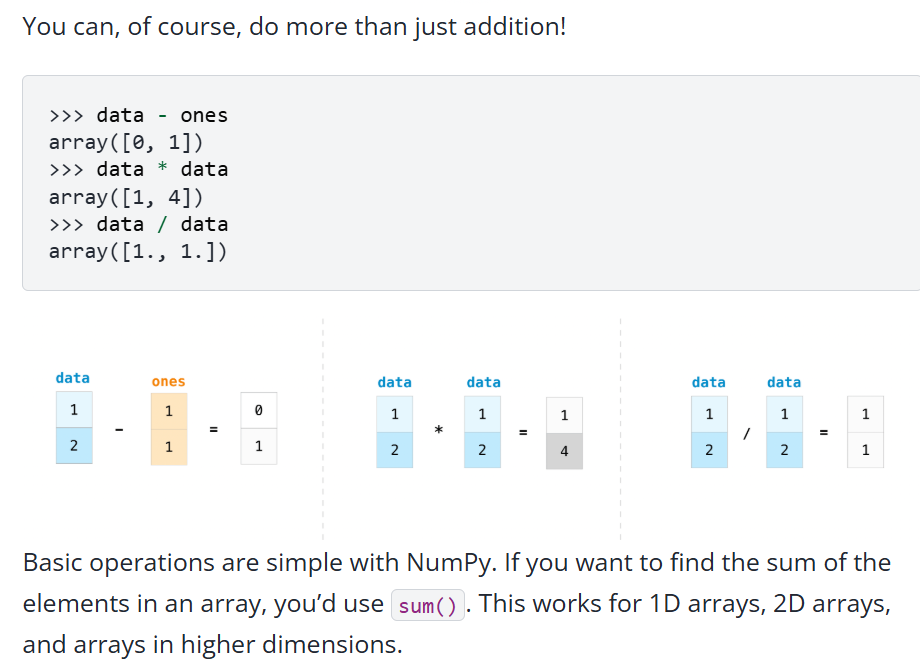 You can, of course, do more than just addition!
>>> data - ones
array([0, 1])
>>> data * data
array([1, 4])
>>> data / data
array([1., 1.])
data ones
1 1 0
- =
2 1 1
data data
1 1 1
* =
2 2 4
data data
1 1 1
/ =
2 2 1
Basic operations are simple with NumPy. If you want to find the sum of the
elements in an array, you’d use sum(). This works for 1D arrays, 2D arrays,
and arrays in higher dimensions.